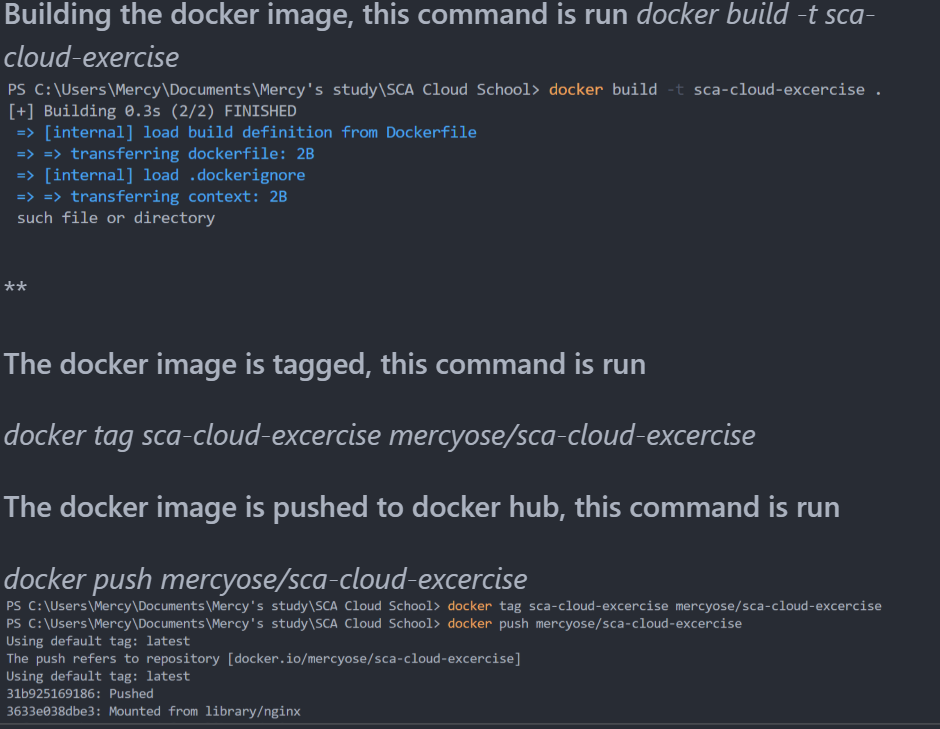 Building the docker image, this command is run docker build -t sca-
cloud-exercise
PS C:\Users\Mercy\Documents\Mercy's study\SCA Cloud School> docker build -t sca-cloud-excercise .
[+] Building 0.3s (2/2) FINISHED
=> [internal] load build definition from Dockerfile
=> => transferring dockerfile: 2B
=> [internal] load .dockerignore
=> => transferring context: 2B
such file or directory
**
The docker image is tagged, this command is run
docker tag sca-cloud-excercise mercyose/sca-cloud-excercise
The docker image is pushed to docker hub, this command is run
docker push mercyose/sca-cloud-excercise
PS C:\Users\Mercy\Documents\Mercy's study\SCA Cloud School> docker tag sca-cloud-excercise mercyose/sca-cloud-excercise
PS C:\Users\Mercy\Documents\Mercy's study\SCA Cloud School> docker push mercyose/sca-cloud-excercise
Using default tag: latest
The push refers to repository [docker.io/mercyose/sca-cloud-excercise]
Using default tag: latest
31b925169186: Pushed
3633e038dbe3: Mounted from library/nginx